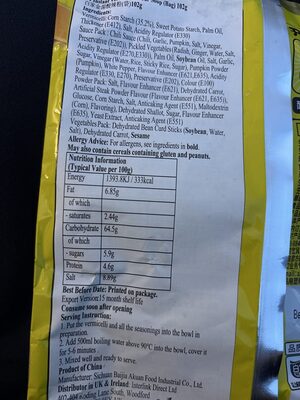 Soup (Bag) 102g
102g
Ingredients:
Vermicelli: Corn Starch (35.2%), Sweet Potato Starch, Palm Oil,
Thickener (E412), Salt, Acidity Regulator (E330)
Sauce Pack: Chili Sauce (Chili, Garlic, Pumpkin, Salt, Vinegar,
Preservative (E202)), Pickled Vegetables (Radish, Ginger, Water, Salt,
Acidity Regulator (E270,E330)), Palm Oil, Soybean Oil, Salt, Garlic,
Sugar, Vinegar (Water, Rice, Sticky Rice, Sugar), Pumpkin Powder
(Pumpkin), White Pepper, Flavour Enhancer (E621,E635), Acidity
Regulator (E330, E270), Preservative (E202), Colour (E100)
Powder Pack: Salt, Flavour Enhancer (E621), Dehydrated Carrot,
Artificial Steak Powder (Flavour Enhancer (E621, E635)),
Glucose, Corn Starch, Salt, Anticaking Agent (E551), Maltodextrin
(Corn), Flavoring), Dehydrated Shallot, Sugar, Flavour Enhancer
(E635), Yeast Extract, Anticaking Agent (E551)
Vegetables Pack: Dehydrated Bean Curd Sticks (Soybean, Water,
Salt), Dehydrated Carrot, Sesame
Allergy Advice: For allergens, see ingredients in bold.
May also contain cereals containing gluten and peanuts.
Nutrition Information
(Typical Value per 100g)
Energy 1393.8KJ / 333kcal
Fat 6.85g
of which
- saturates 2.44g
Carbohydrate 64.5g
of which
- sugars 5.9g
Protein 4.6g
Salt 8.89g
Best Before Date: Printed on package.
Export Version:15 month shelf life
Consume soon after opening
Serving Instruction:
1. Put the vermicelli and all the seasonings into the bowl in
preparation.
2. Add 500ml boiling water above 90°C into the bowl, cover it
for 5-6 minutes
3. Mixed well and ready to serve.
Product of China
Manufacturer: Sichuan Baijia Akuan Food Industrial Co., Ltd.
Distributor in UK & Ireland: Interlink Direct Ltd
Roding Lane South, Woodford
Be